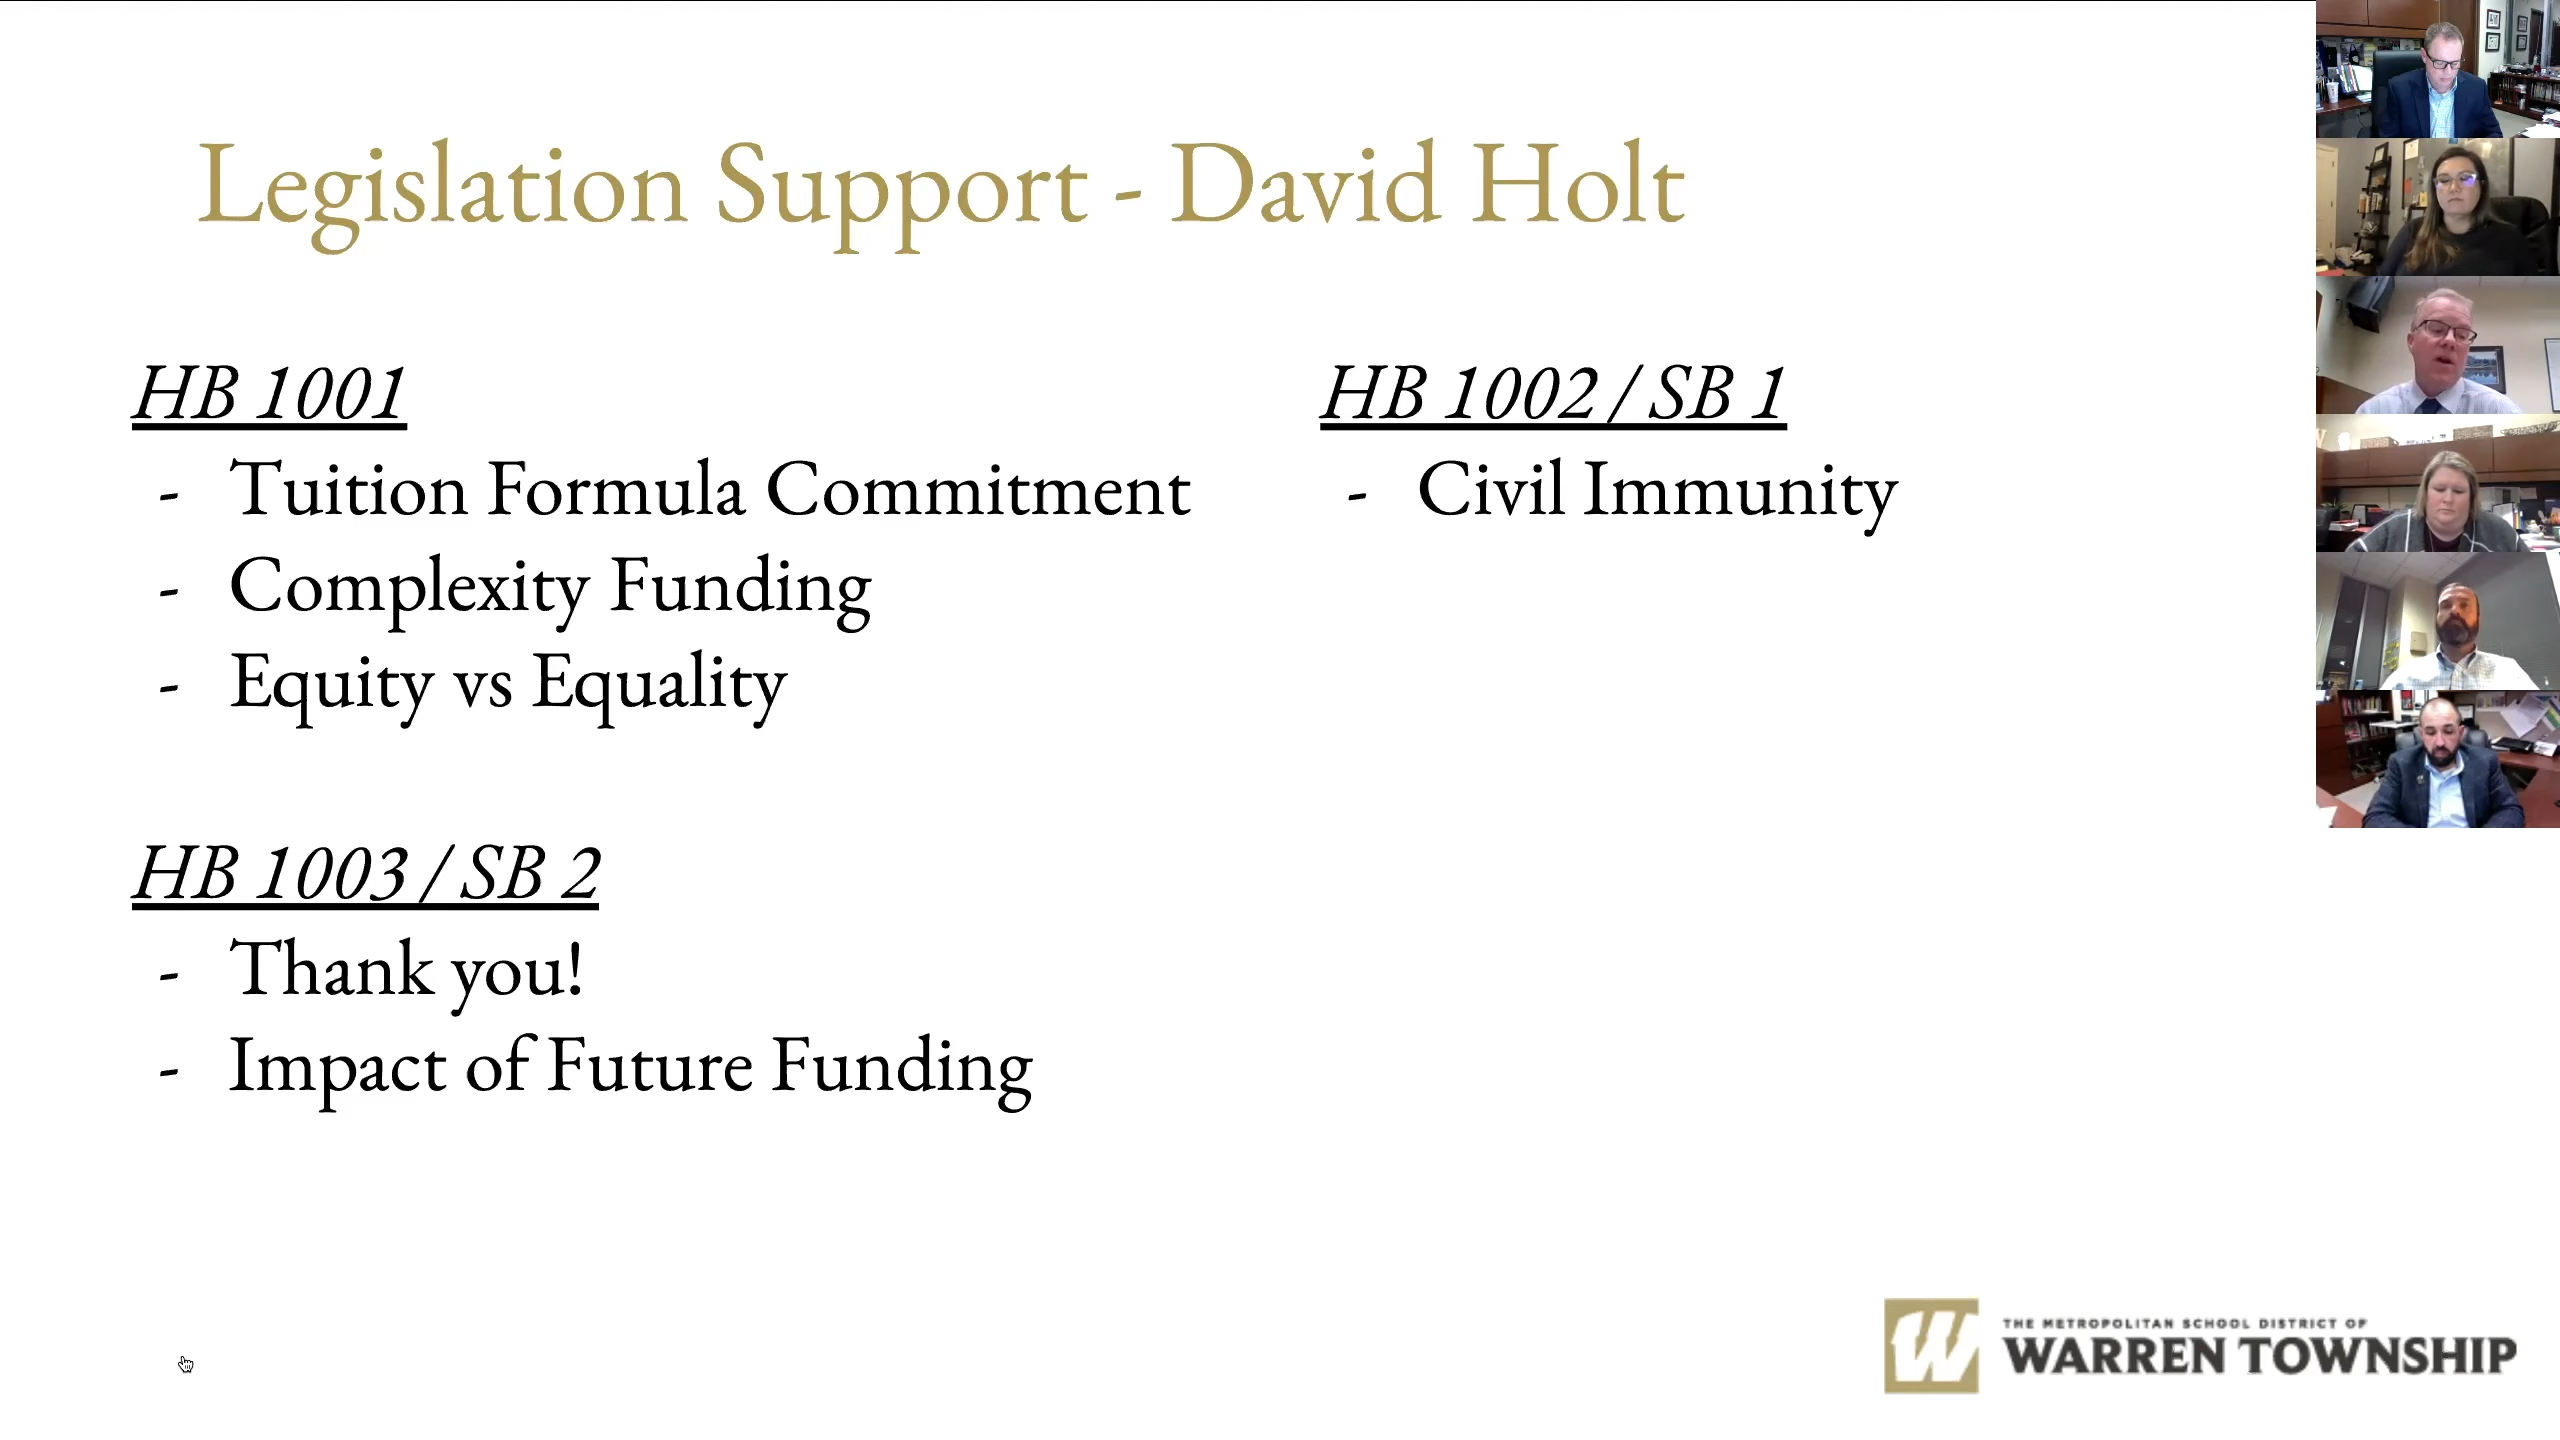 Legislation Support - David Holt
HB 1001
- Tuition Formula Commitment
- Complexity Funding
- Equity vs Equality
HB 1003 / SB 2
- Thank you!
- Impact of Future Funding
HB 1002 / SB 1
- Civil Immunity
W THE METROPOLITAN SCHOOL DISTRICT OF
WARREN TOWNSHIP